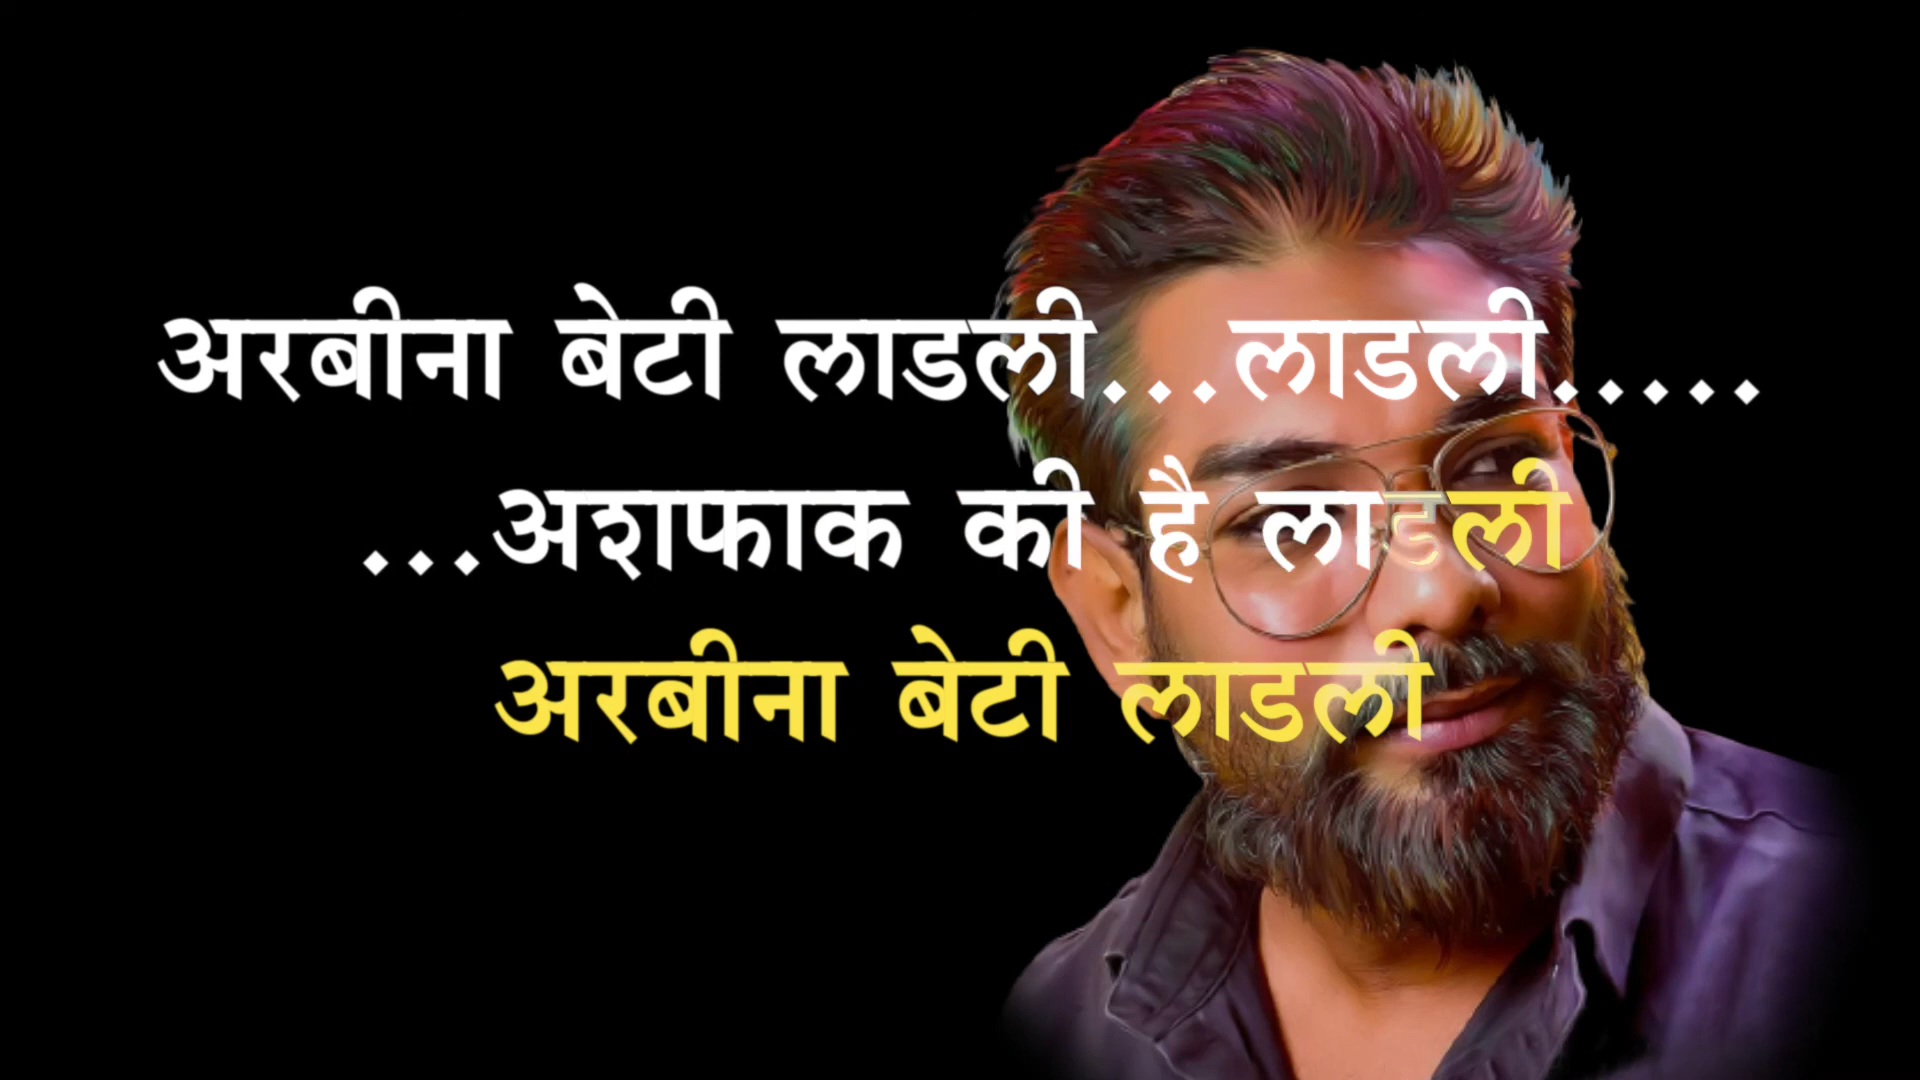 अरबीना बेटी लाडली...लाडली.....
...अशफाक की है लाडली
अरबीना बेटी लाडली